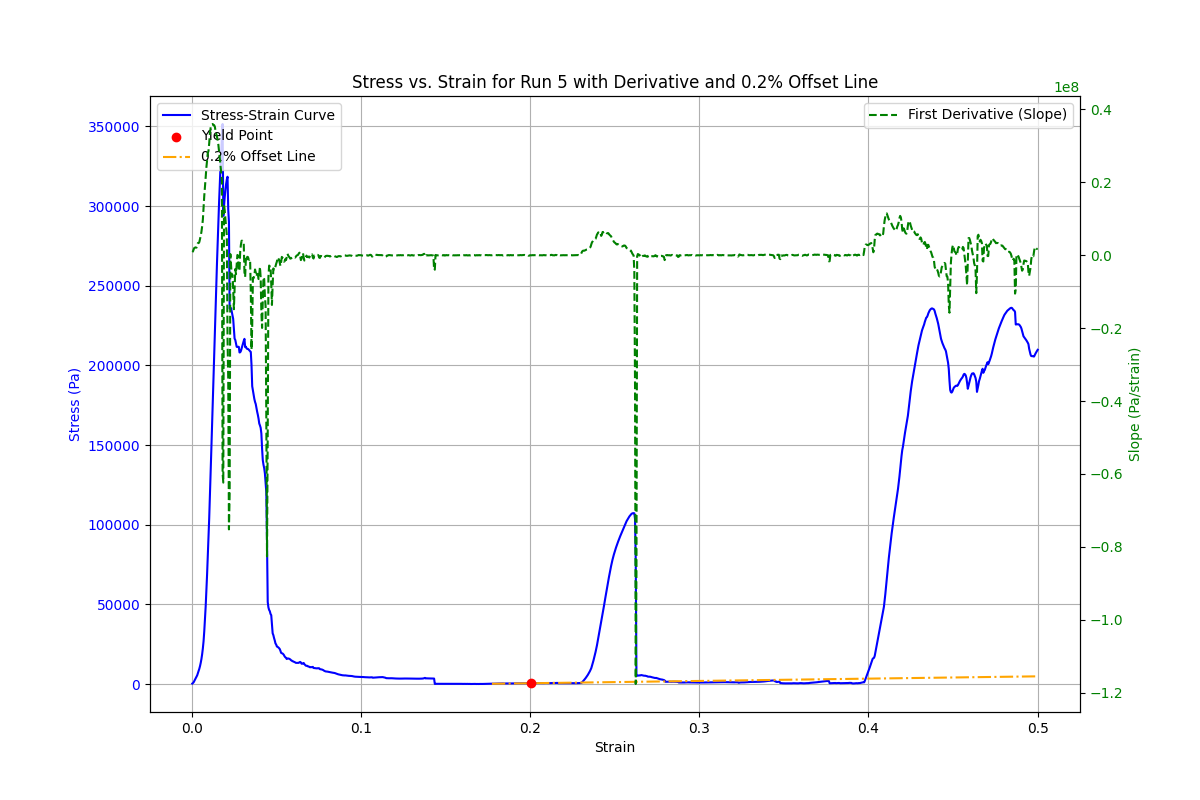 Stress vs. Strain for Run 5 with Derivative and 0.2% Offset Line
1e8
Stress-Strain Curve
Yield Point
0.2% Offset Line
First Derivative (Slope)
350000
300000
250000
200000
150000
100000
50000
0
Stress (Pa)
0.4
0.2
0.0
−0.2
−0.4
−0.6
−0.8
−1.0
−1.2
Slope (Pa/strain)
0.0 0.1 0.2 0.3 0.4 0.5
Strain